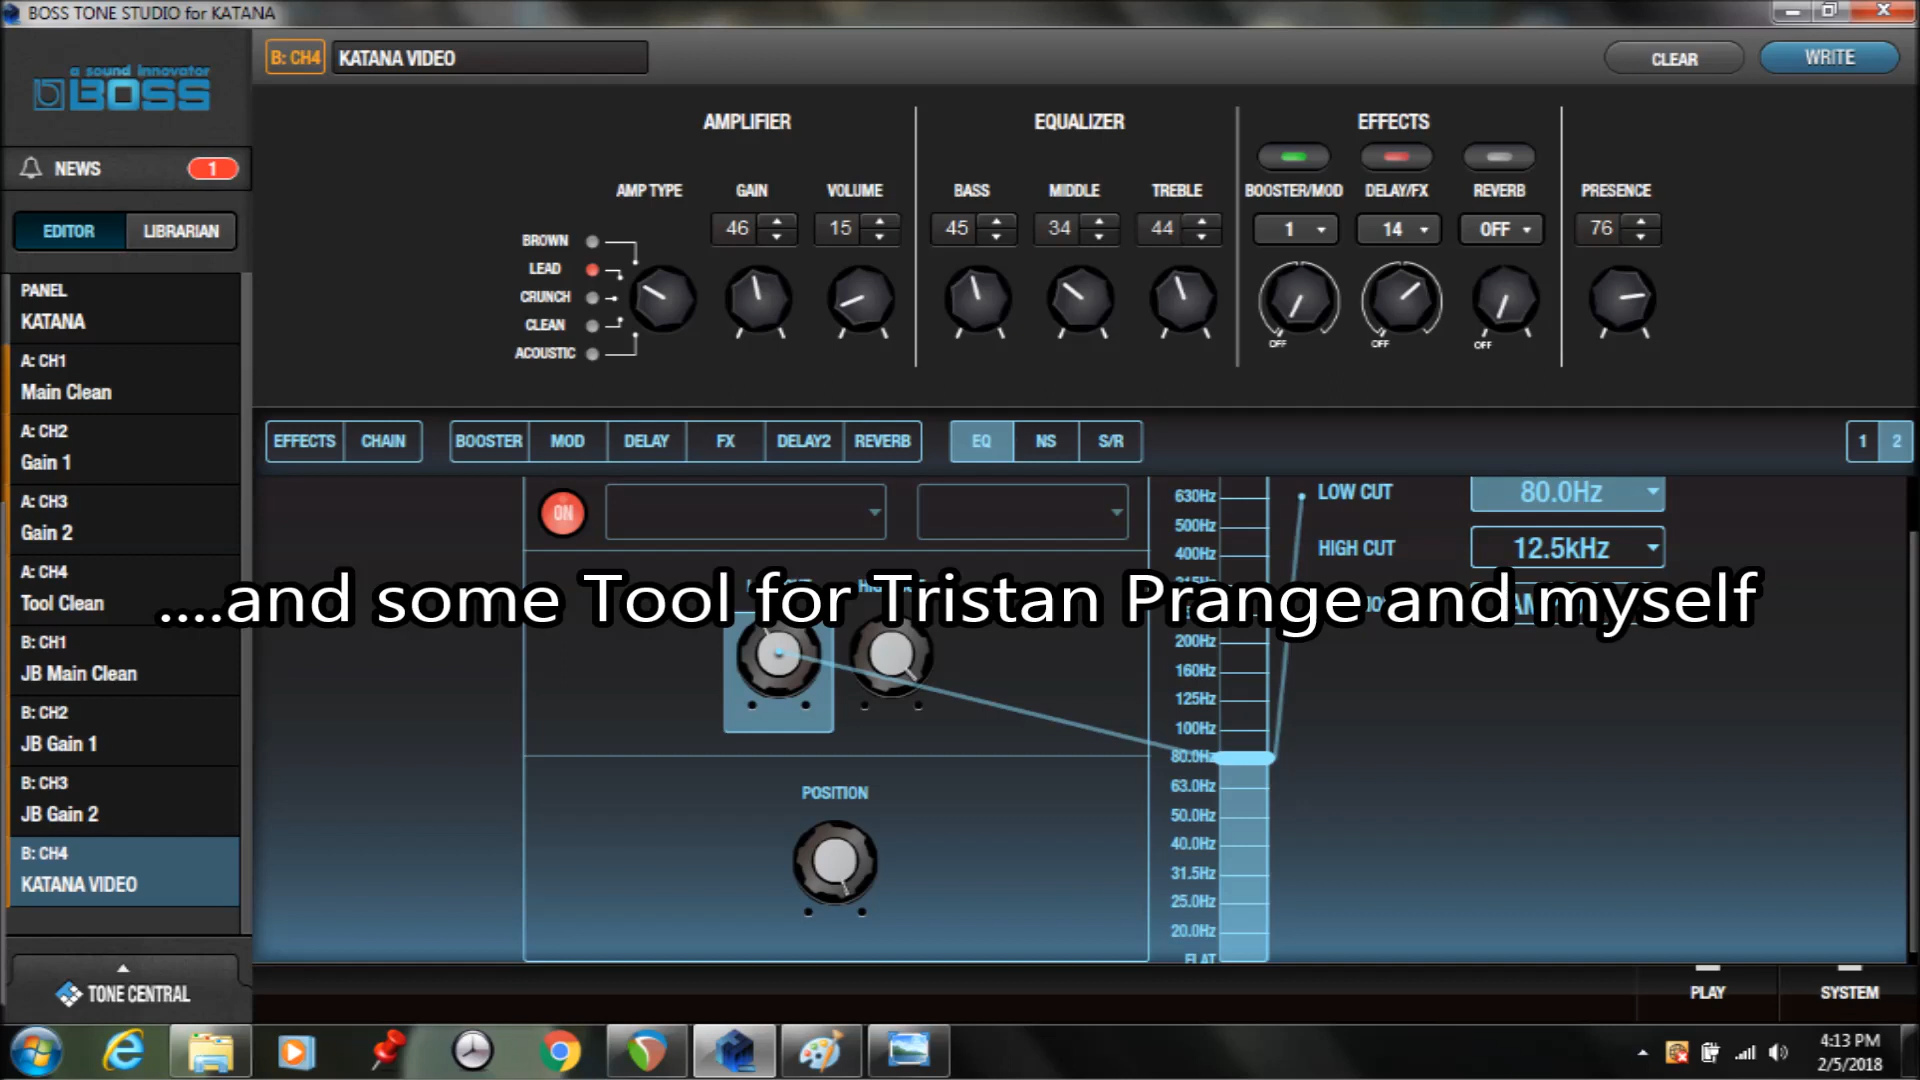 BOSS TONE STUDIO for KATANA
a sound innovator
BOSS
B: CH4 KATANA VIDEO
CLEAR WRITE
NEWS 1
EDITOR LIBRARIAN
PANEL
KATANA
A: CH1
Main Clean
A: CH2
Gain 1
A: CH3
Gain 2
A: CH4
Tool Clean
B: CH1
JB Main Clean
B: CH2
JB Gain 1
B: CH3
JB Gain 2
B: CH4
KATANA VIDEO
TONE CENTRAL
AMPLIFIER EQUALIZER EFFECTS
AMP TYPE GAIN VOLUME BASS MIDDLE TREBLE BOOSTER/MOD DELAY/FX REVERB PRESENCE
46 15 45 34 44 1 14 OFF 76
BROWN
LEAD
CRUNCH
CLEAN
ACOUSTIC
OFF OFF OFF
EFFECTS CHAIN BOOSTER MOD DELAY FX DELAY2 REVERB EQ NS S/R 1 2
ON
630Hz
500Hz
400Hz
200Hz
160Hz
125Hz
100Hz
80.0Hz
63.0Hz
50.0Hz
40.0Hz
31.5Hz
25.0Hz
20.0Hz
FLAT
LOW CUT 80.0Hz
HIGH CUT 12.5kHz
....and some Tool for Tristan Prange and myself
POSITION
PLAY SYSTEM
4:13 PM
2/5/2018